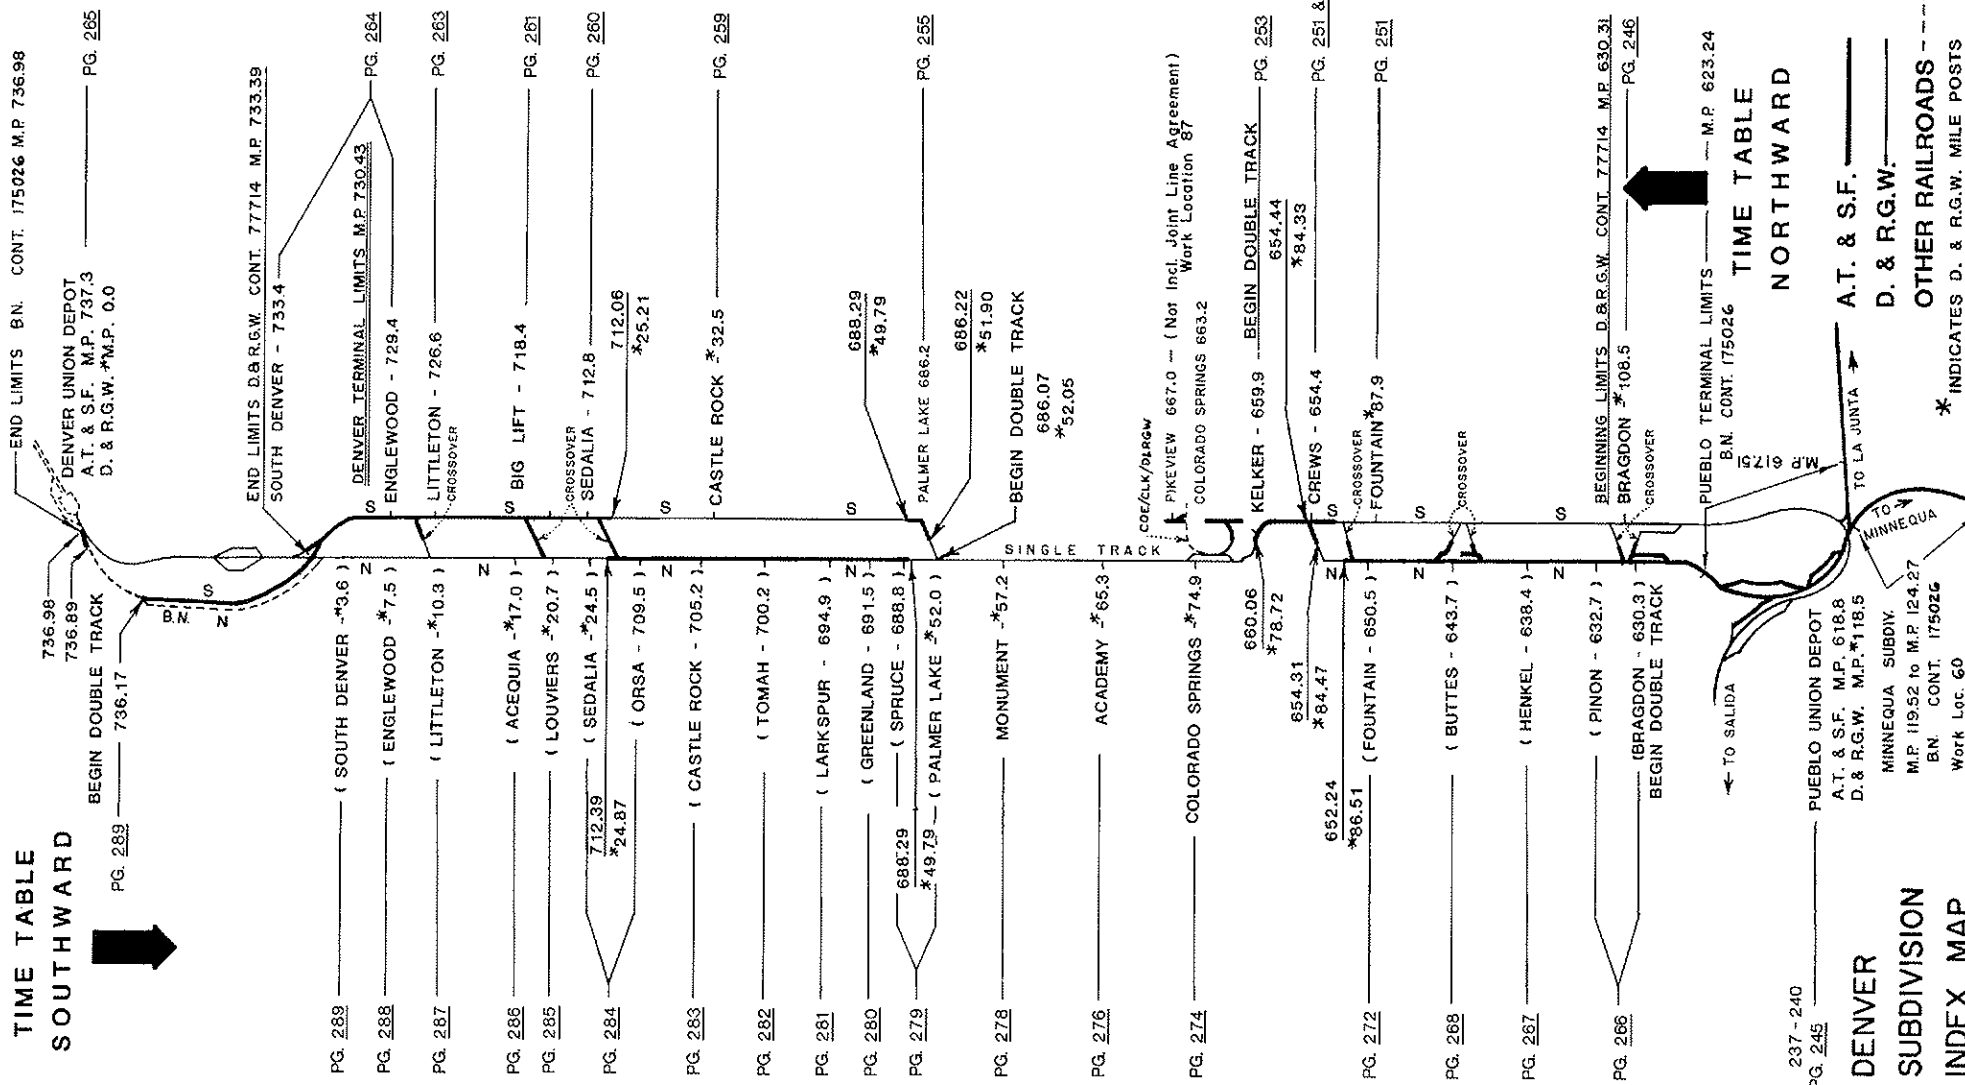 TIME TABLE
SOUTHWARD
END LIMITS B.N. CONT. 175026 M.P. 736.98
DENVER UNION DEPOT
A.T. & S.F. M.P. 737.3
D. & R.G.W. *M.P. 0.0
PG. 265
736.98
736.89
BEGIN DOUBLE TRACK
PG. 289
736.17
B.N.
S
N
END LIMITS D.& R.G.W. CONT. 77714 M.P. 733.39
SOUTH DENVER - 733.4
PG. 264
DENVER TERMINAL LIMITS M.P. 730.43
ENGLEWOOD - 729.4
LITTLETON - 726.6
PG. 263
CROSSOVER
BIG LIFT - 718.4
PG. 261
CROSSOVER
SEDALIA - 712.8
PG. 260
712.06
*25.21
CASTLE ROCK - *32.5
PG. 259
688.29
*49.79
PALMER LAKE 686.2
PG. 255
686.22
*51.90
BEGIN DOUBLE TRACK
686.07
*52.05
SINGLE TRACK
COE/CLK/D&RGW
PIKEVIEW 667.0 - (Not Incl. Joint Line Agreement)
Work Location 87
COLORADO SPRINGS 663.2
KELKER - 659.9
BEGIN DOUBLE TRACK
PG. 253
654.44
*84.33
CREWS - 654.4
PG. 251 &
CROSSOVER
FOUNTAIN *87.9
PG. 251
CROSSOVER
BEGINNING LIMITS D.& R.G.W. CONT. 77714 M.P. 630.31
BRAGDON *108.5
PG. 246
CROSSOVER
PUEBLO TERMINAL LIMITS
M.P. 623.24
B.N. CONT. 175026
S
N
S
N
S
N
S
N
S
N
S
N
PG. 289
( SOUTH DENVER - *3.6 )
PG. 288
( ENGLEWOOD - *7.5 )
PG. 287
( LITTLETON - *10.3 )
PG. 286
( ACEQUIA - *17.0 )
PG. 285
( LOUVIERS - *20.7 )
( SEDALIA - *24.5 )
PG. 284
712.39
*24.87
( ORSA - 709.5 )
PG. 283
( CASTLE ROCK - 705.2 )
PG. 282
( TOMAH - 700.2 )
PG. 281
( LARKSPUR - 694.9 )
PG. 280
( GREENLAND - 691.5 )
( SPRUCE - 688.8 )
PG. 279
688.29
*49.79
( PALMER LAKE - *52.0 )
PG. 278
MONUMENT - *57.2
PG. 276
ACADEMY - *65.3
PG. 274
COLORADO SPRINGS - *74.9
660.06
*78.72
654.31
*84.47
652.24
*86.51
PG. 272
( FOUNTAIN - 650.5 )
PG. 268
( BUTTES - 643.7 )
PG. 267
( HENKEL - 638.4 )
( PINON - 632.7 )
PG. 266
(BRAGDON - 630.3 )
BEGIN DOUBLE TRACK
TO SALIDA
M.P. 617.51
TO LA JUNTA
TO
MINNEQUA
237 - 240
PG. 245
PUEBLO UNION DEPOT
A.T. & S.F. M.P. 618.8
D. & R.G.W. M.P. *118.5
MINNEQUA SUBDIV.
M.P. 119.52 to M.P. 124.27
B.N. CONT. 175026
Work Loc. 60
TIME TABLE
NORTHWARD
A.T. & S.F.
D. & R.G.W.
OTHER RAILROADS
* INDICATES D. & R.G.W. MILE POSTS
DENVER
SUBDIVISION
INDEX MAP